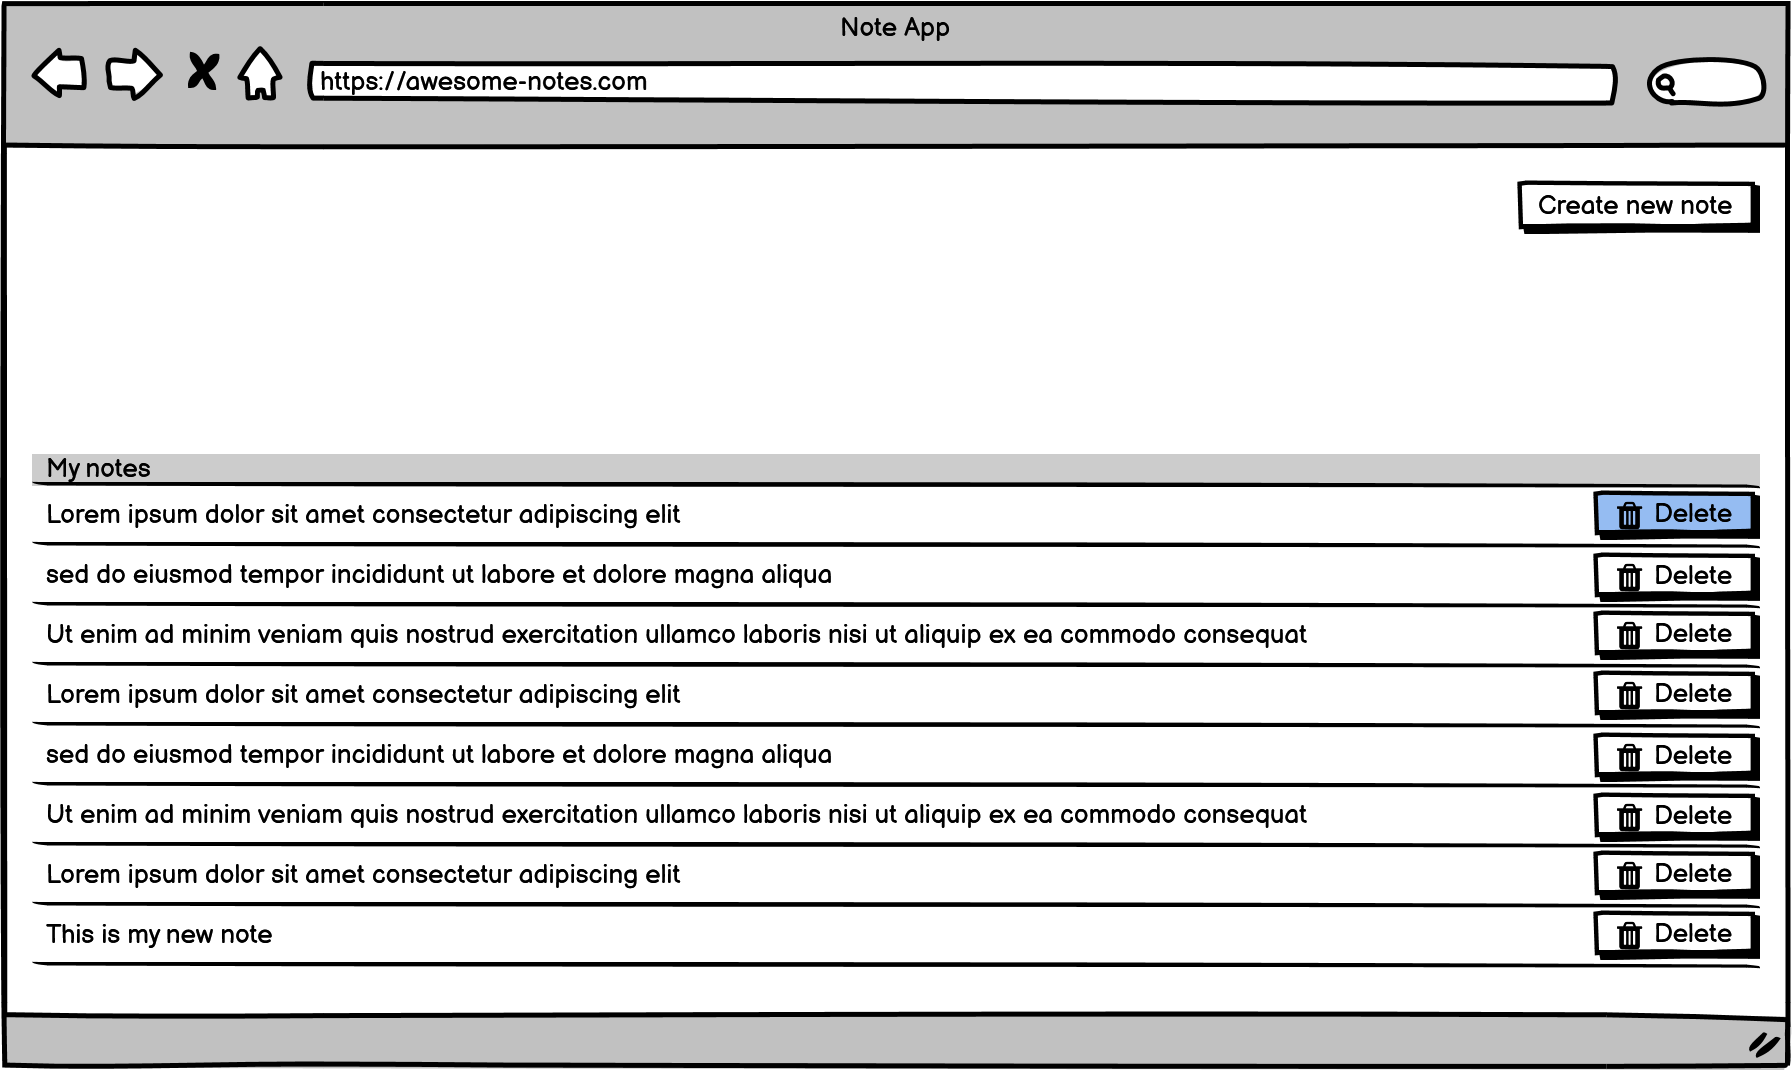 Note App
https://awesome-notes.com
Create new note
My notes
Lorem ipsum dolor sit amet consectetur adipiscing elit Delete
sed do eiusmod tempor incididunt ut labore et dolore magna aliqua Delete
Ut enim ad minim veniam quis nostrud exercitation ullamco laboris nisi ut aliquip ex ea commodo consequat Delete
Lorem ipsum dolor sit amet consectetur adipiscing elit Delete
sed do eiusmod tempor incididunt ut labore et dolore magna aliqua Delete
Ut enim ad minim veniam quis nostrud exercitation ullamco laboris nisi ut aliquip ex ea commodo consequat Delete
Lorem ipsum dolor sit amet consectetur adipiscing elit Delete
This is my new note Delete